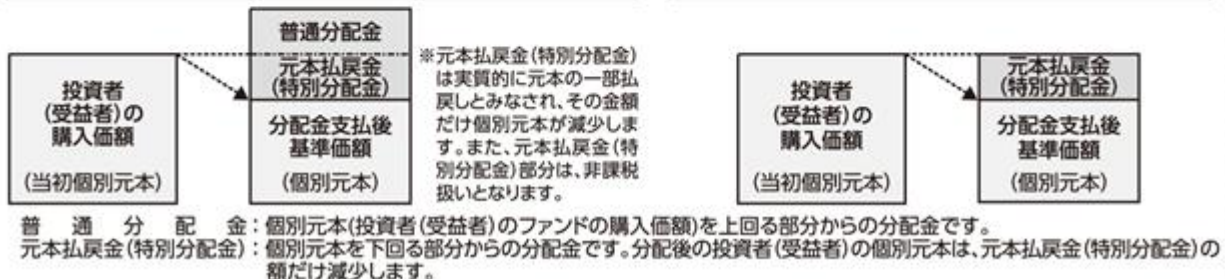 普通分配金
元本払戻金
(特別分配金)
投資者
(受益者)の
購入価額
(当初個別元本)
分配金支払後
基準価額
(個別元本)
※元本払戻金(特別分配金)
は実質的に元本の一部払
戻しとみなされ、その金額
だけ個別元本が減少しま
す。また、元本払戻金(特
別分配金)部分は、非課税
扱いとなります。
投資者
(受益者)の
購入価額
(当初個別元本)
元本払戻金
(特別分配金)
分配金支払後
基準価額
(個別元本)
普通分配金:個別元本(投資者(受益者)のファンドの購入価額)を上回る部分からの分配金です。
元本払戻金(特別分配金):個別元本を下回る部分からの分配金です。分配後の投資者(受益者)の個別元本は、元本払戻金(特別分配金)の
額だけ減少します。